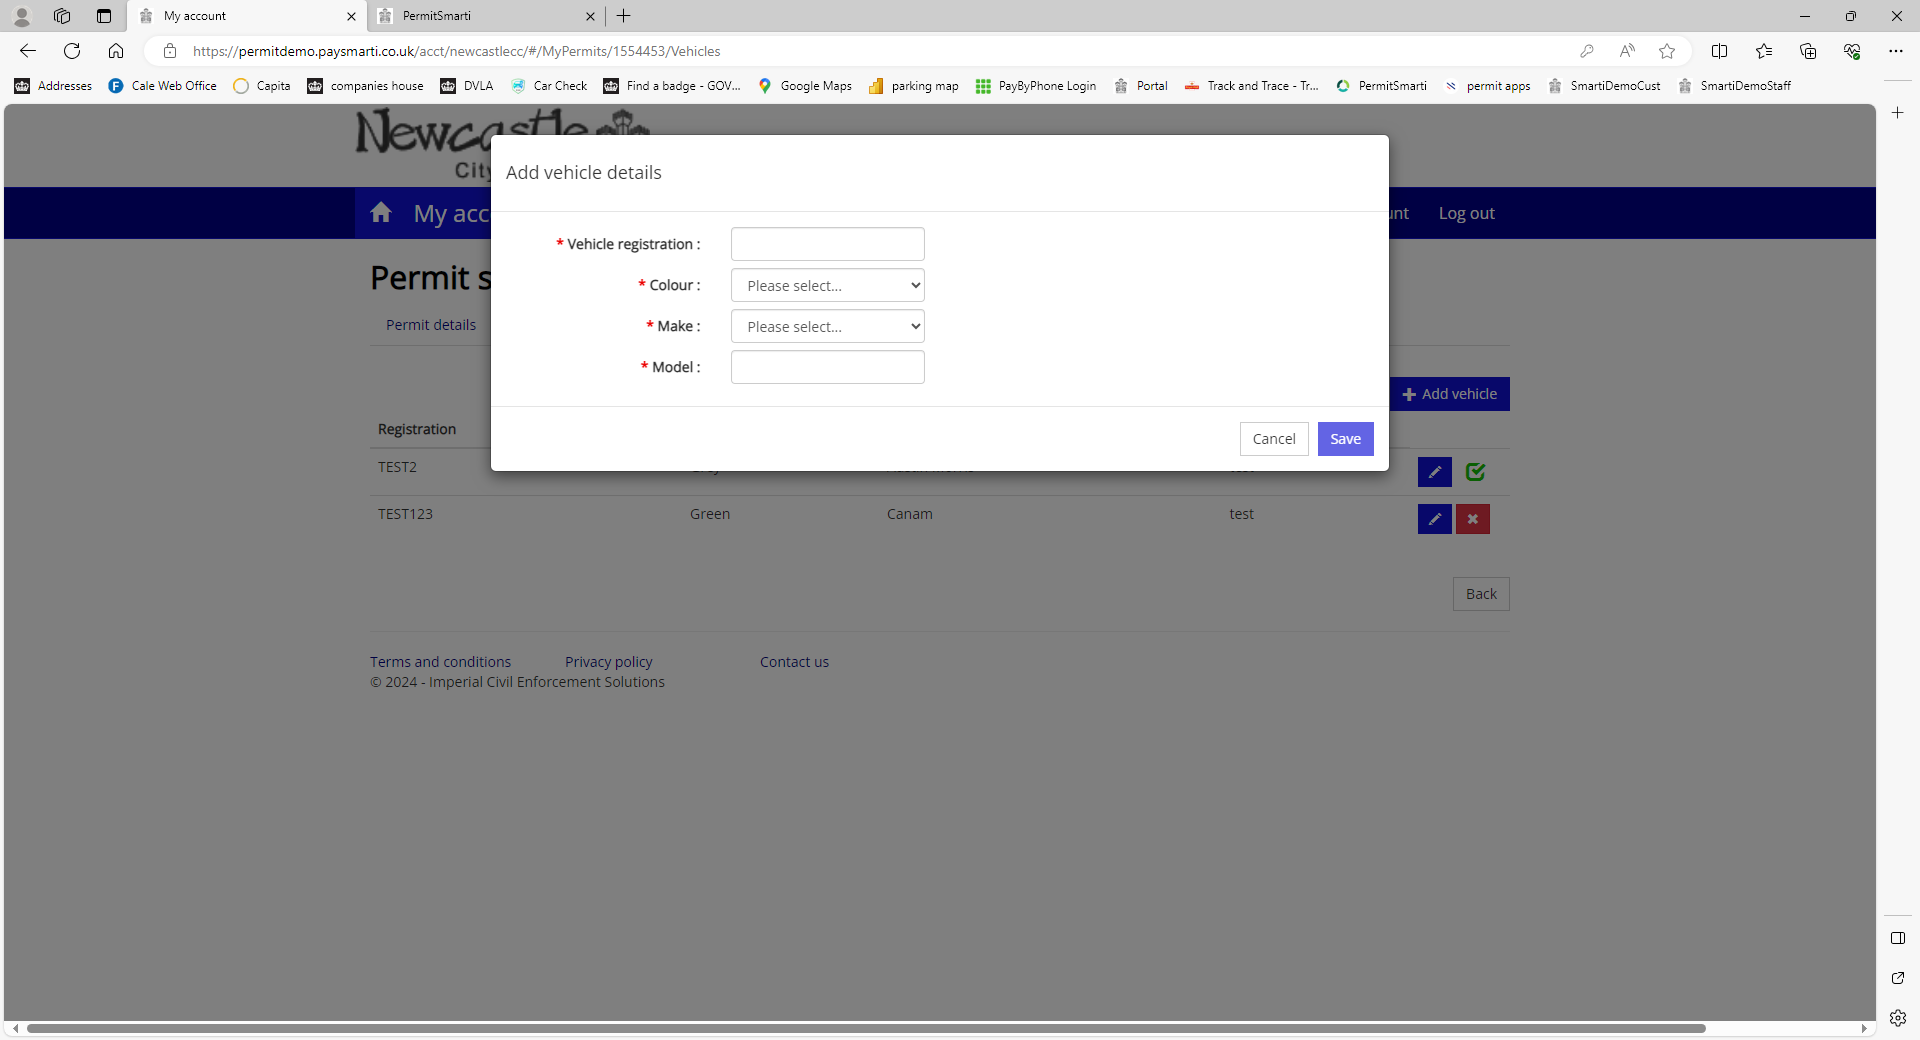 My account
PermitSmarti
https://permitdemo.paysmarti.co.uk/acct/newcastlecc/#/MyPermits/1554453/Vehicles
Addresses
Cale Web Office
Capita
companies house
DVLA
Car Check
Find a badge - GOV...
Google Maps
parking map
PayByPhone Login
Portal
Track and Trace - Tr...
PermitSmarti
permit apps
SmartiDemoCust
SmartiDemoStaff
Newcastle
City
Add vehicle details
My acc
unt
Log out
* Vehicle registration :
Permit s
* Colour :
Please select...
Permit details
* Make :
Please select...
* Model :
Add vehicle
Registration
Cancel
Save
TEST2
TEST123
Green
Canam
test
Back
Terms and conditions
Privacy policy
Contact us
© 2024 - Imperial Civil Enforcement Solutions